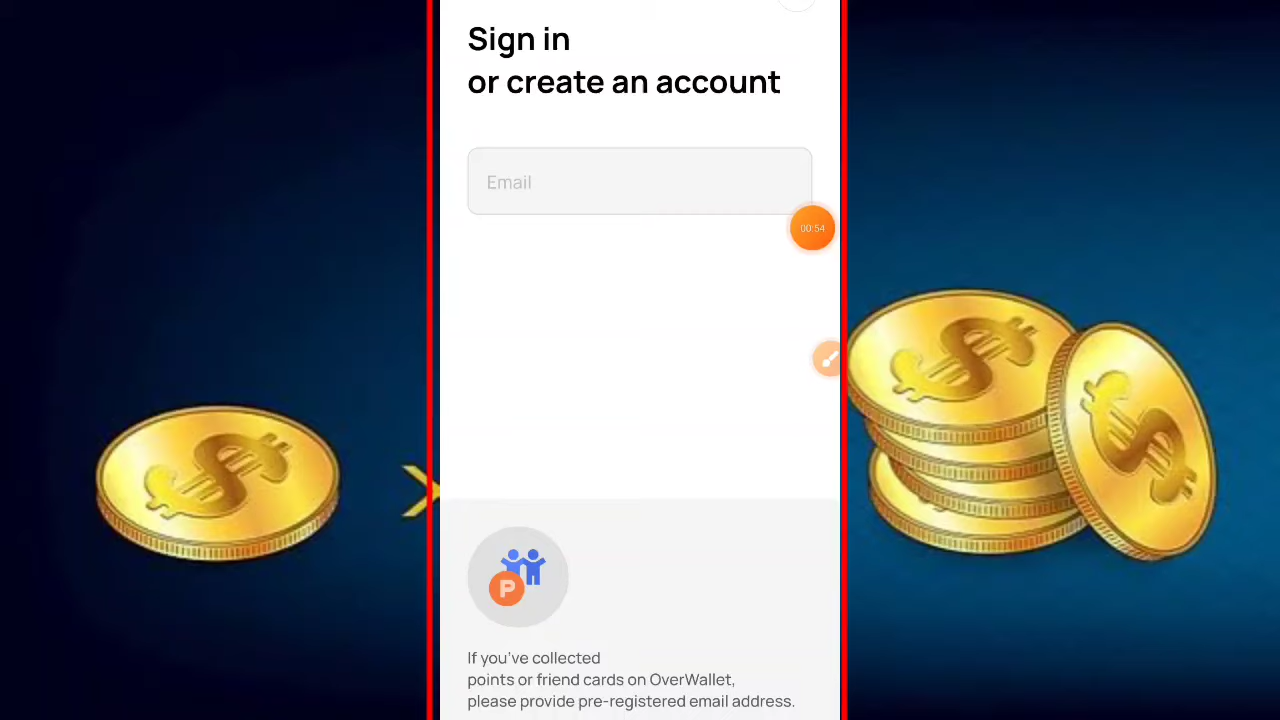 Sign in
or create an account
Email
00:54
P
If you've collected
points or friend cards on OverWallet,
please provide pre-registered email address.